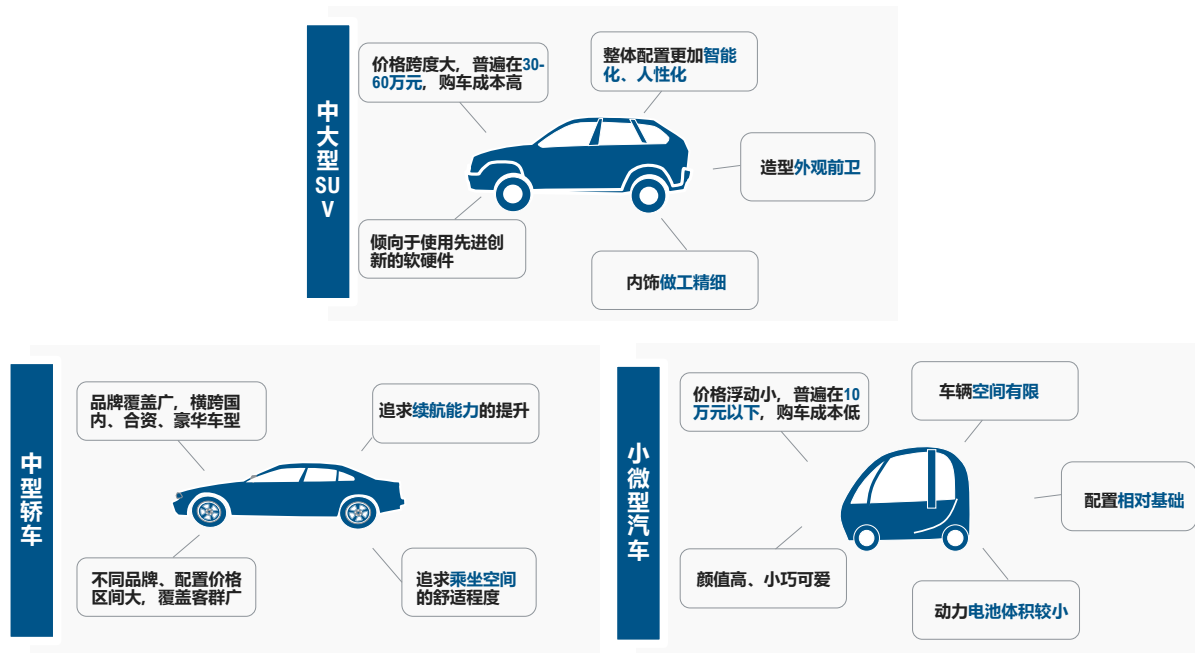 中大型SUV
价格跨度大，普遍在30-
60万元，购车成本高
整体配置更加智能
化、人性化
造型外观前卫
倾向于使用先进创
新的软硬件
内饰做工精细
中型轿车
品牌覆盖广，横跨国
内、合资、豪华车型
追求续航能力的提升
不同品牌、配置价格
区间大，覆盖客群广
追求乘坐空间
的舒适程度
小微型汽车
价格浮动小，普遍在10
万元以下，购车成本低
车辆空间有限
配置相对基础
颜值高、小巧可爱
动力电池体积较小